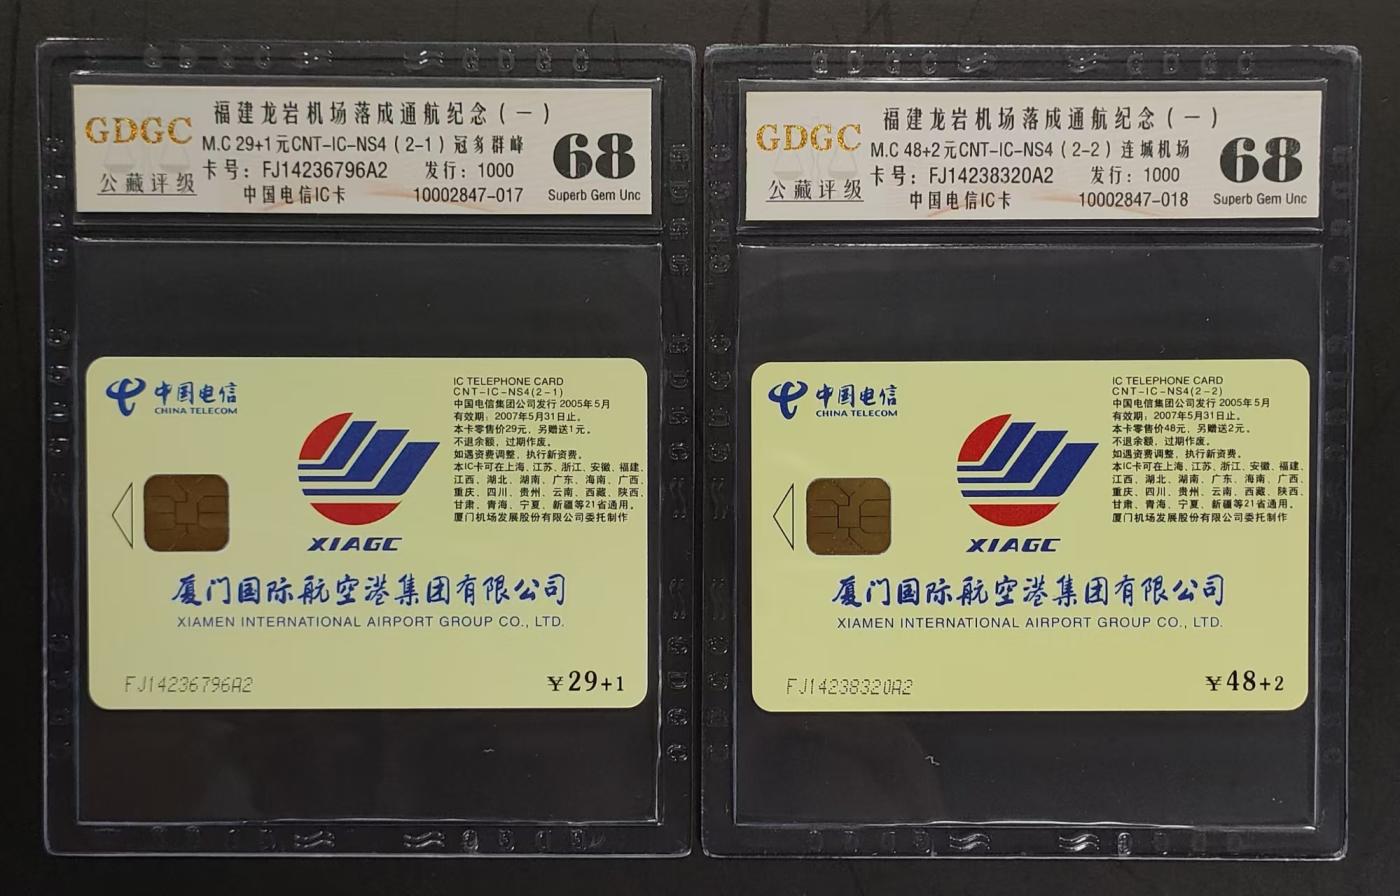 GDGC
公藏评级
福建龙岩机场落成通航纪念(一)
M.C 29+1元CNT-IC-NS4(2-1)冠豸群峰
卡号：FJ14236796A2 发行：1000
中国电信IC卡 10002847-017
68
Superb Gem Unc
中国电信
CHINA TELECOM
IC TELEPHONE CARD
CNT-IC-NS4(2-1)
中国电信集团公司发行 2005年5月
有效期：2007年5月31日止。
本卡零售价29元，另赠送1元。
不退余额，过期作废。
如遇资费调整，执行新资费。
本IC卡可在上海、江苏、浙江、安徽、福建、
江西、湖北、湖南、广东、海南、广西、
重庆、四川、贵州、云南、西藏、陕西、
甘肃、青海、宁夏、新疆等21省通用。
厦门机场发展股份有限公司委托制作
XIAGC
厦门国际航空港集团有限公司
XIAMEN INTERNATIONAL AIRPORT GROUP CO., LTD.
FJ14236796A2
¥29+1
GDGC
公藏评级
福建龙岩机场落成通航纪念(一)
M.C 48+2元CNT-IC-NS4(2-2)连城机场
卡号：FJ14238320A2 发行：1000
中国电信IC卡 10002847-018
68
Superb Gem Unc
中国电信
CHINA TELECOM
IC TELEPHONE CARD
CNT-IC-NS4(2-2)
中国电信集团公司发行 2005年5月
有效期：2007年5月31日止。
本卡零售价48元，另赠送2元。
不退余额，过期作废。
如遇资费调整，执行新资费。
本IC卡可在上海、江苏、浙江、安徽、福建、
江西、湖北、湖南、广东、海南、广西、
重庆、四川、贵州、云南、西藏、陕西、
甘肃、青海、宁夏、新疆等21省通用。
厦门机场发展股份有限公司委托制作
XIAGC
厦门国际航空港集团有限公司
XIAMEN INTERNATIONAL AIRPORT GROUP CO., LTD.
FJ14238320A2
¥48+2